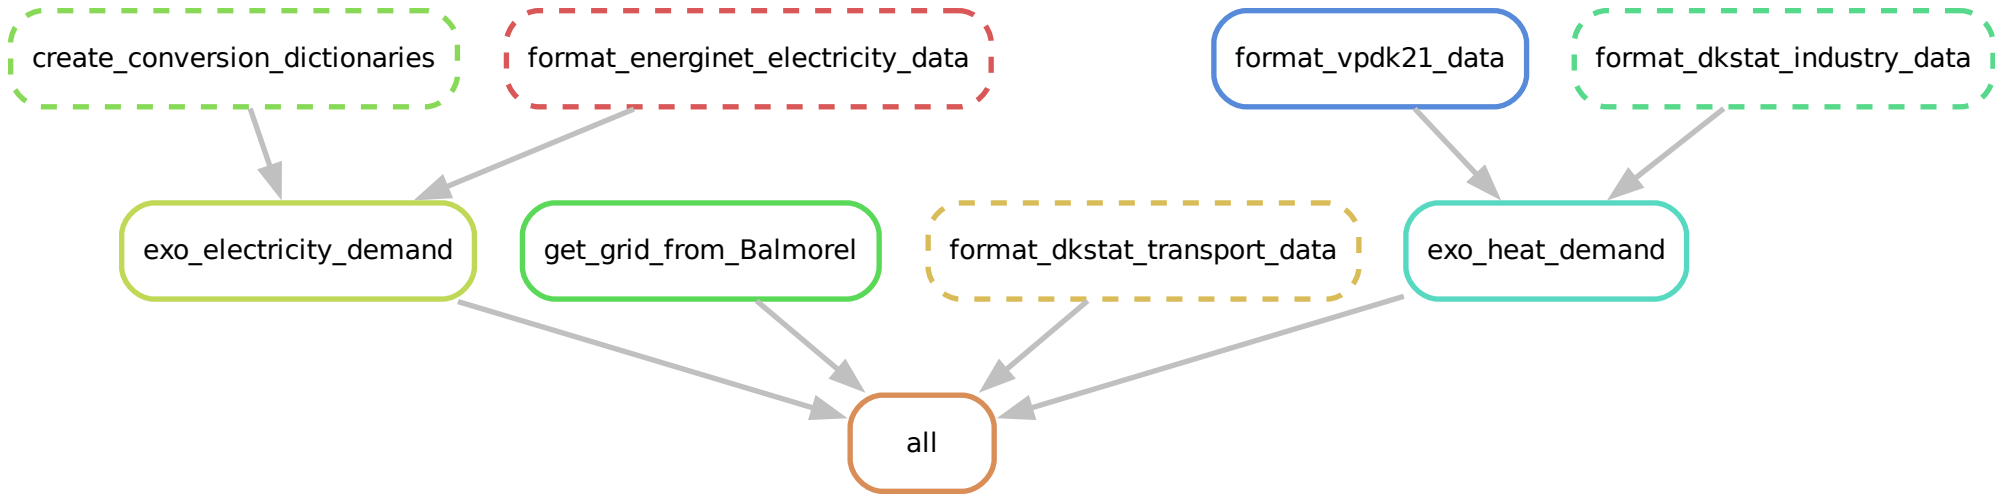 create_conversion_dictionaries
format_energinet_electricity_data
format_vpdk21_data
format_dkstat_industry_data
exo_electricity_demand
get_grid_from_Balmorel
format_dkstat_transport_data
exo_heat_demand
all